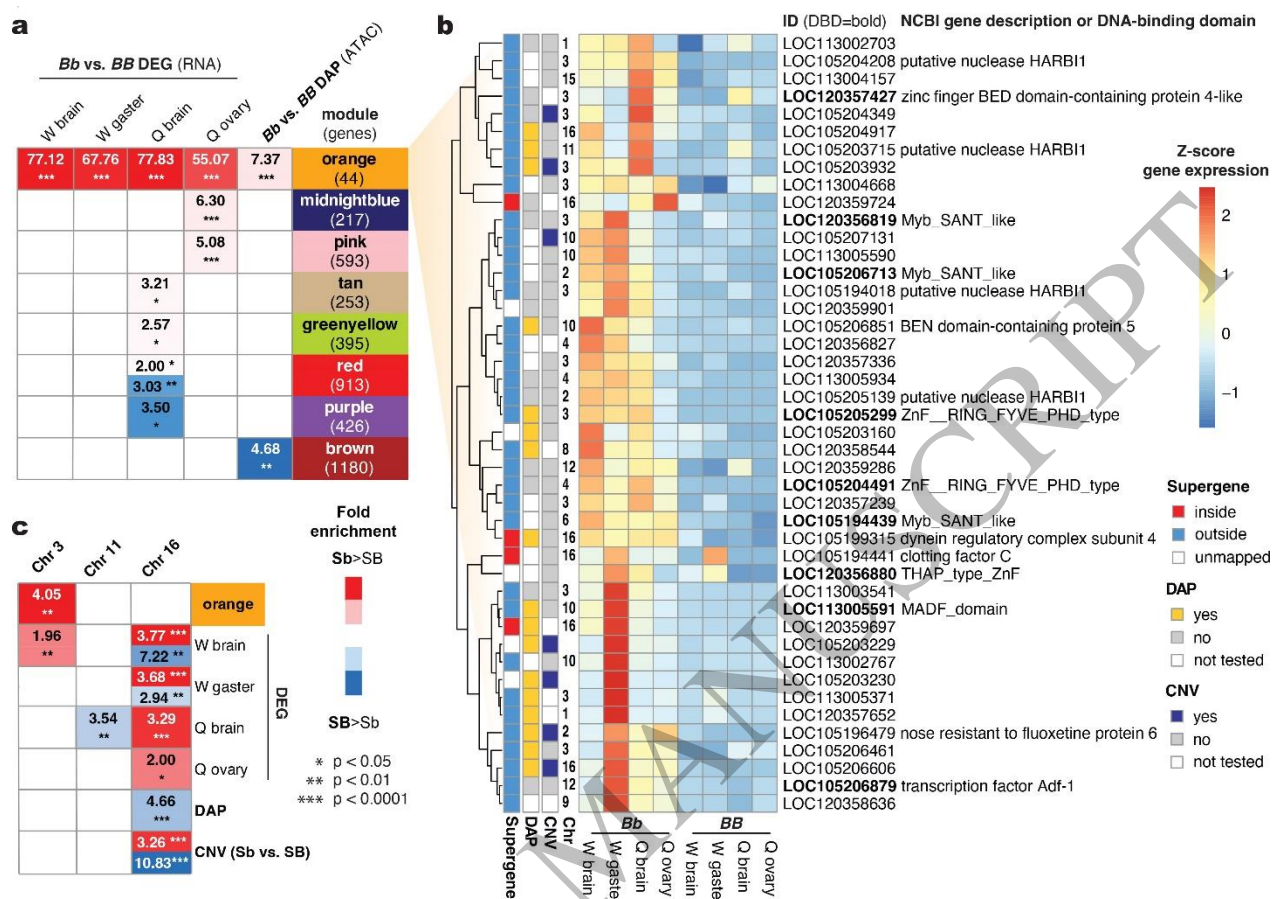 a
Bb vs. BB DEG (RNA)
W brain
W gaster
Q brain
Q ovary
Bb vs. BB DAP (ATAC)
module
(genes)
77.12 *** 67.76 *** 77.83 *** 55.07 *** 7.37 *** orange (44)
6.30 *** midnightblue (217)
5.08 *** pink (593)
3.21 * tan (253)
2.57 * greenyellow (395)
2.00 * 3.03 ** red (913)
3.50 * purple (426)
4.68 ** brown (1180)
b
ID (DBD=bold) NCBI gene description or DNA-binding domain
1 LOC113002703
3 LOC105204208 putative nuclease HARBI1
15 LOC113004157
3 LOC120357427 zinc finger BED domain-containing protein 4-like
3 LOC105204349
16 LOC105204917
11 LOC105203715 putative nuclease HARBI1
3 LOC105203932
3 LOC113004668
16 LOC120359724
3 LOC120356819 Myb_SANT_like
10 LOC105207131
10 LOC113005590
2 LOC105206713 Myb_SANT_like
3 LOC105194018 putative nuclease HARBI1
LOC120359901
10 LOC105206851 BEN domain-containing protein 5
4 LOC120356827
3 LOC120357336
4 LOC113005934
2 LOC105205139 putative nuclease HARBI1
3 LOC105205299 ZnF__RING_FYVE_PHD_type
LOC105203160
8 LOC120358544
12 LOC120359286
4 LOC105204491 ZnF__RING_FYVE_PHD_type
3 LOC120357239
6 LOC105194439 Myb_SANT_like
16 LOC105199315 dynein regulatory complex subunit 4
16 LOC105194441 clotting factor C
LOC120356880 THAP_type_ZnF
3 LOC113003541
10 LOC113005591 MADF_domain
16 LOC120359697
LOC105203229
10 LOC113002767
LOC105203230
3 LOC113005371
1 LOC120357652
2 LOC105196479 nose resistant to fluoxetine protein 6
3 LOC105206461
16 LOC105206606
12 LOC105206879 transcription factor Adf-1
9 LOC120358636
Supergene
DAP
CNV
Chr
Bb BB
W brain
W gaster
Q brain
Q ovary
W brain
W gaster
Q brain
Q ovary
Z-score
gene expression
2
1
0
−1
Supergene
inside
outside
unmapped
DAP
yes
no
not tested
CNV
yes
no
not tested
MANUSCRIPT
c
Chr 3
Chr 11
Chr 16
4.05 ** orange
1.96 ** 3.77 *** 7.22 ** W brain
3.68 *** 2.94 ** W gaster
3.54 ** 3.29 *** Q brain
2.00 * Q ovary
DEG
4.66 *** DAP
3.26 *** 10.83*** CNV (Sb vs. SB)
Fold
enrichment
Sb>SB
SB>Sb
* p < 0.05
** p < 0.01
*** p < 0.0001